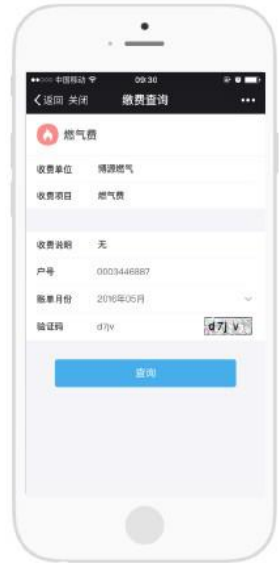 中国移动 09:30
返回 关闭 缴费查询
燃气费
收费单位 博源燃气
收费项目 燃气费
收费说明 无
户号 0003446887
账单月份 2016年05月
验证码 d7jv d7j v
查询